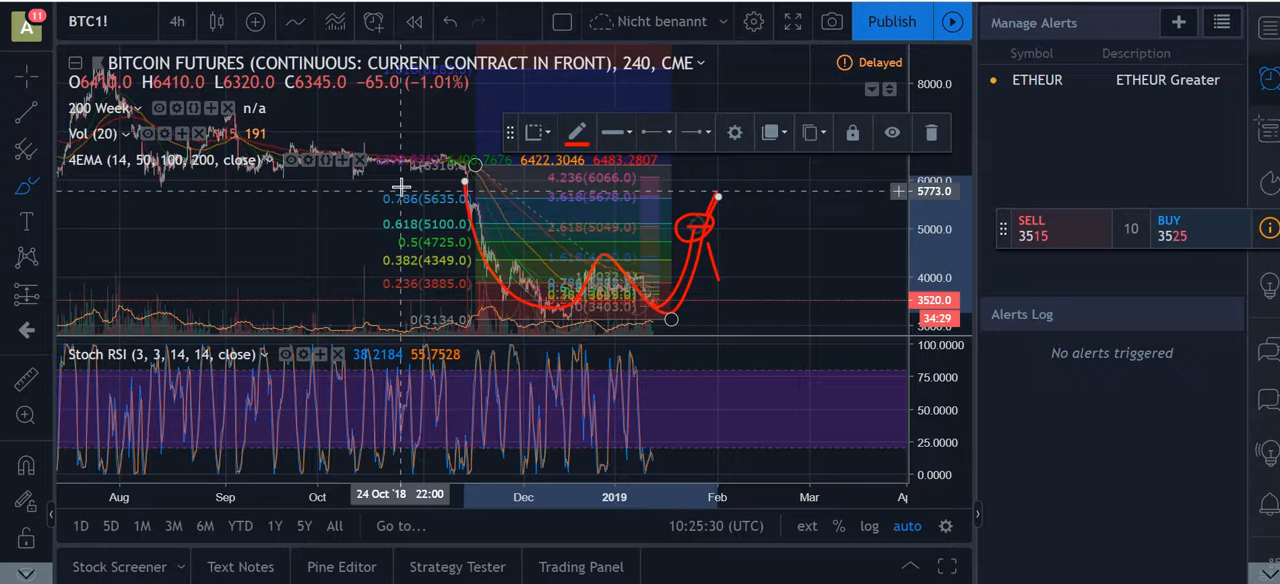 A 11 BTC1! 4h Nicht benannt Publish
BITCOIN FUTURES (CONTINUOUS: CURRENT CONTRACT IN FRONT), 240, CME
Delayed
O6410.0 H6410.0 L6320.0 C6345.0 -65.0 (-1.01%)
200 Week n/a
Vol (20) 191
4EMA (14, 50, 100, 200, close) 6422.3046 6483.2807
8000.0
6000.0
5773.0
5000.0
4000.0
3520.0
34:29
4.236(6066.0)
3.618(5678.0)
2.618(5049.0)
0.786(5635.0)
0.618(5100.0)
0.5(4725.0)
0.382(4349.0)
0.236(3885.0)
0(3134.0)
0(3403.0)
Stoch RSI (3, 3, 14, 14, close) 38.2184 55.7528
100.0000
75.0000
50.0000
25.0000
0.0000
Aug Sep Oct 24 Oct '18 22:00 Dec 2019 Feb Mar
1D 5D 1M 3M 6M YTD 1Y 5Y All Go to... 10:25:30 (UTC) ext % log auto
Stock Screener Text Notes Pine Editor Strategy Tester Trading Panel
Manage Alerts
Symbol Description
ETHEUR ETHEUR Greater
SELL
3515
10
BUY
3525
Alerts Log
No alerts triggered